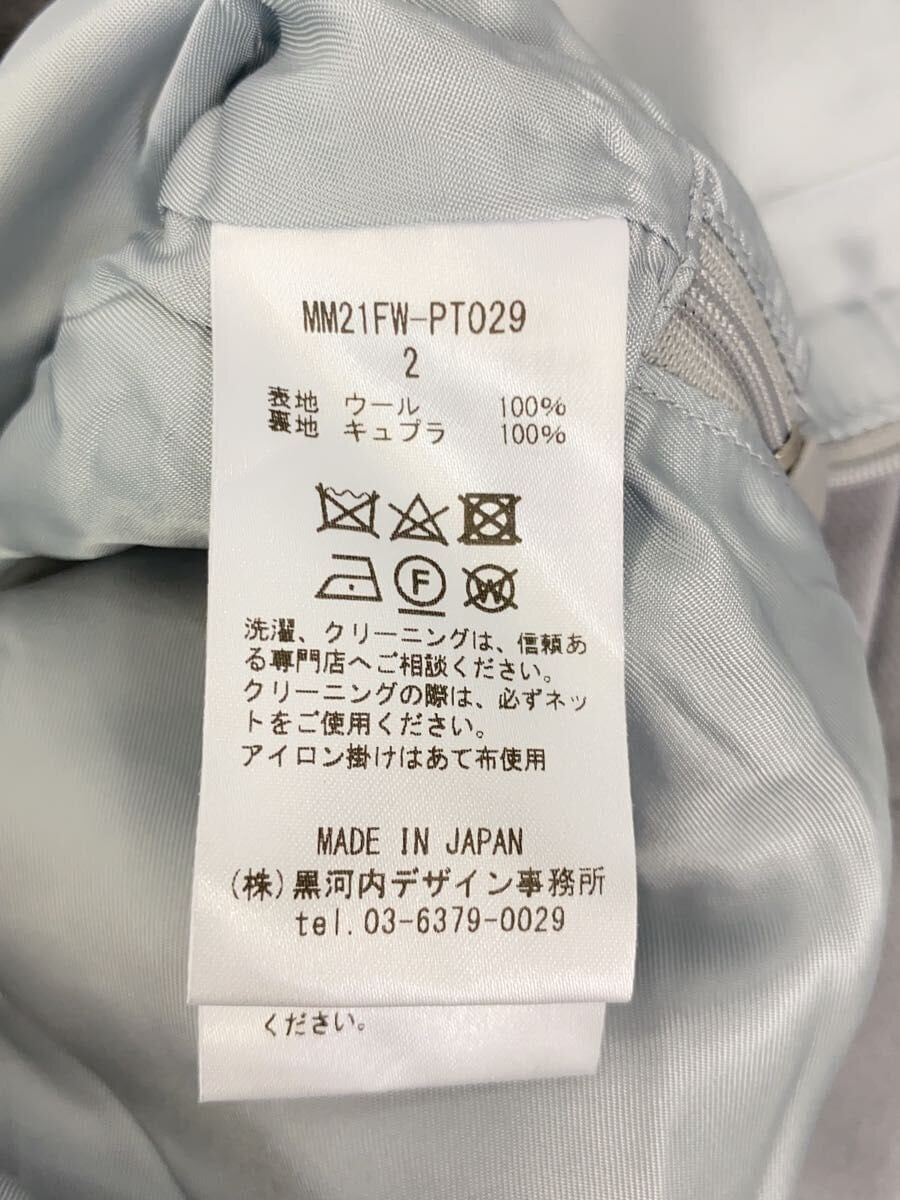 MM21FW-PT029
2
表地 ウール 100%
裏地 キュプラ 100%
F W
洗濯、クリーニングは、信頼あ
る専門店へご相談ください。
クリーニングの際は、必ずネッ
トをご使用ください。
アイロン掛けはあて布使用
MADE IN JAPAN
(株)黒河内デザイン事務所
tel.03-6379-0029
ください。